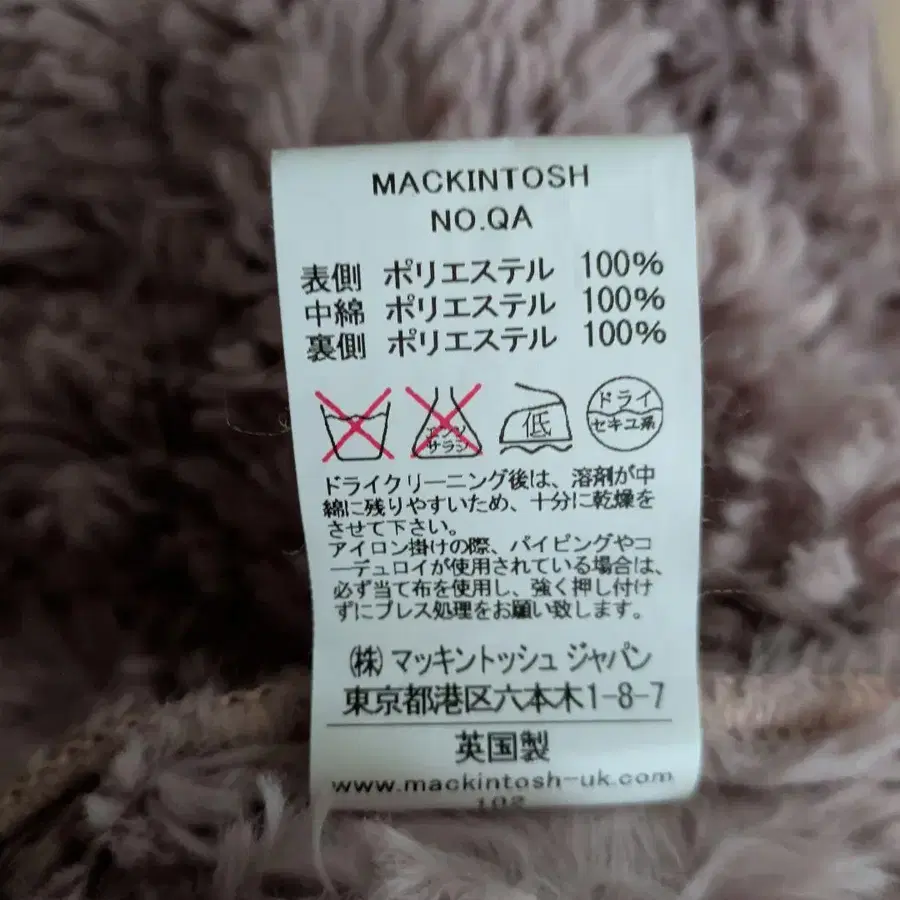 MACKINTOSH
NO.QA
表側 ポリエステル 100%
中綿 ポリエステル 100%
裏側 ポリエステル 100%
エンソ
サラシ
低
ドライ
セキユ系
ドライクリーニング後は、溶剤が中
綿に残りやすいため、十分に乾燥を
させて下さい。
アイロン掛けの際、パイピングやコ
ーデュロイが使用されている場合は、
必ず当て布を使用し、強く押し付け
ずにプレス処理をお願い致します。
㈱マッキントッシュ ジャパン
東京都港区六本木1-8-7
英国製
www.mackintosh-uk.com
102